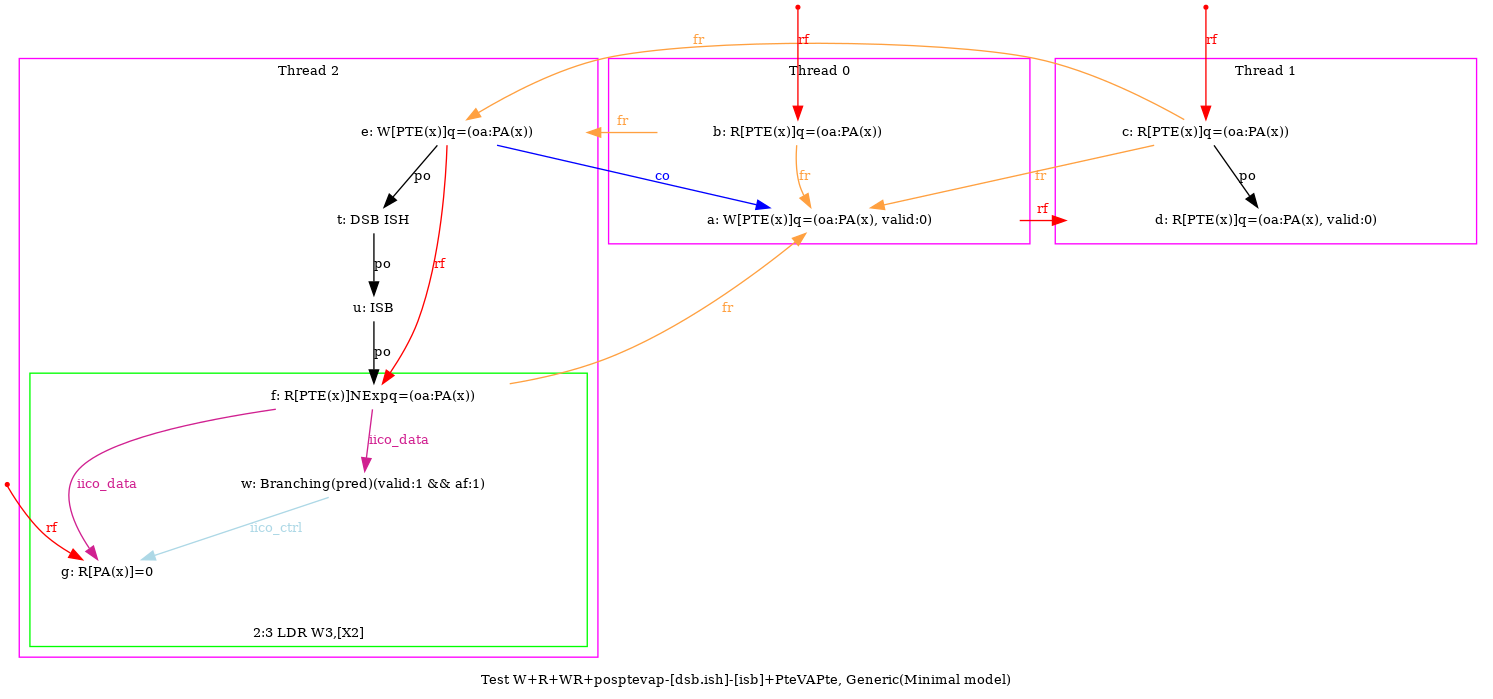 rf
rf
fr
Thread 2
Thread 0
Thread 1
fr
e: W[PTE(x)]q=(oa:PA(x))
b: R[PTE(x)]q=(oa:PA(x))
c: R[PTE(x)]q=(oa:PA(x))
po
co
fr
fr
po
rf
t: DSB ISH
a: W[PTE(x)]q=(oa:PA(x), valid:0)
d: R[PTE(x)]q=(oa:PA(x), valid:0)
po
rf
u: ISB
fr
po
f: R[PTE(x)]NExpq=(oa:PA(x))
iico_data
iico_data
w: Branching(pred)(valid:1 && af:1)
rf
iico_ctrl
g: R[PA(x)]=0
2:3 LDR W3,[X2]
Test W+R+WR+posptevap-[dsb.ish]-[isb]+PteVAPte, Generic(Minimal model)